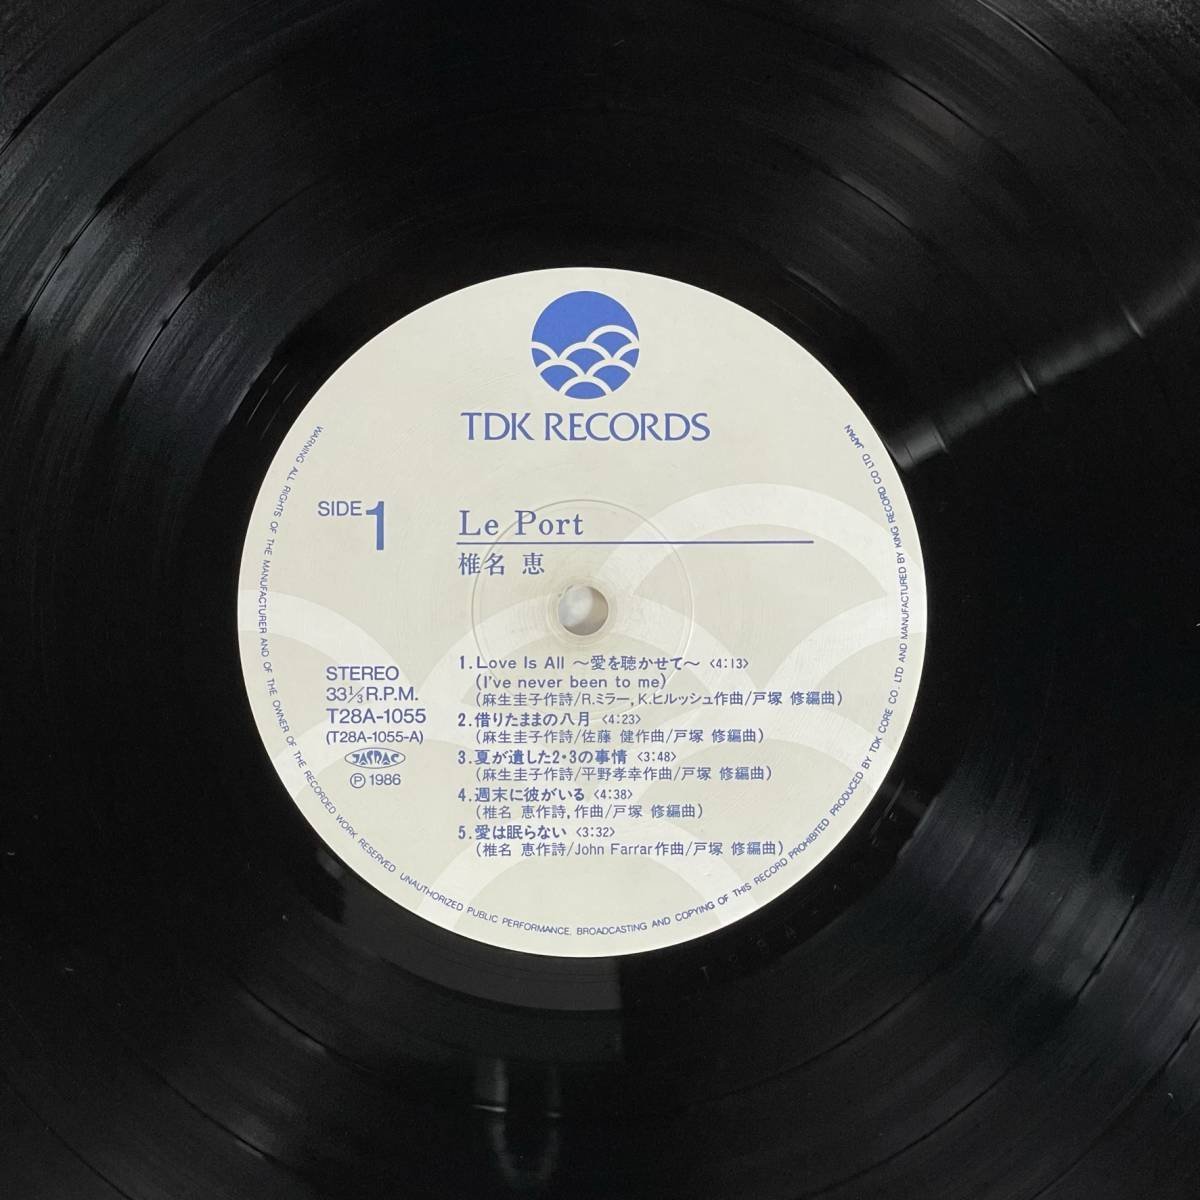 TDK RECORDS
SIDE 1
Le Port
椎名 恵
STEREO
33⅓R.P.M.
T28A-1055
(T28A-1055-A)
JASRAC
Ⓟ 1986
1. Love Is All ～愛を聴かせて～ <4:13>
(I've never been to me)
(麻生圭子作詩/R.ミラー,K.ヒルッシュ作曲/戸塚 修編曲)
2. 借りたままの八月 <4:23>
(麻生圭子作詩/佐藤 健作曲/戸塚 修編曲)
3. 夏が遺した2・3の事情 <3:48>
(麻生圭子作詩/平野孝幸作曲/戸塚 修編曲)
4. 週末に彼がいる <4:38>
(椎名 恵作詩,作曲/戸塚 修編曲)
5. 愛は眠らない <3:32>
(椎名 恵作詩/John Farrar作曲/戸塚 修編曲)
WARNING ALL RIGHTS OF THE MANUFACTURER AND OF THE OWNER OF THE RECORDED WORK RESERVED. UNAUTHORIZED PUBLIC PERFORMANCE, BROADCASTING AND COPYING OF THIS RECORD PROHIBITED PRODUCED BY TDK CORE CO. LTD AND MANUFACTURED BY KING RECORD CO LTD JAPAN